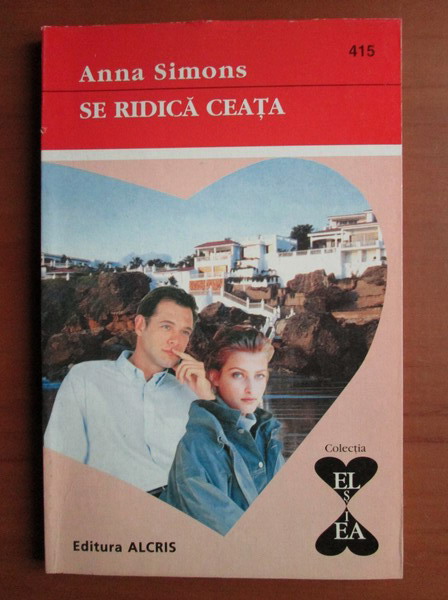 415
Anna Simons
SE RIDICĂ CEAȚA
Colecția
EL
ȘI
EA
Editura ALCRIS